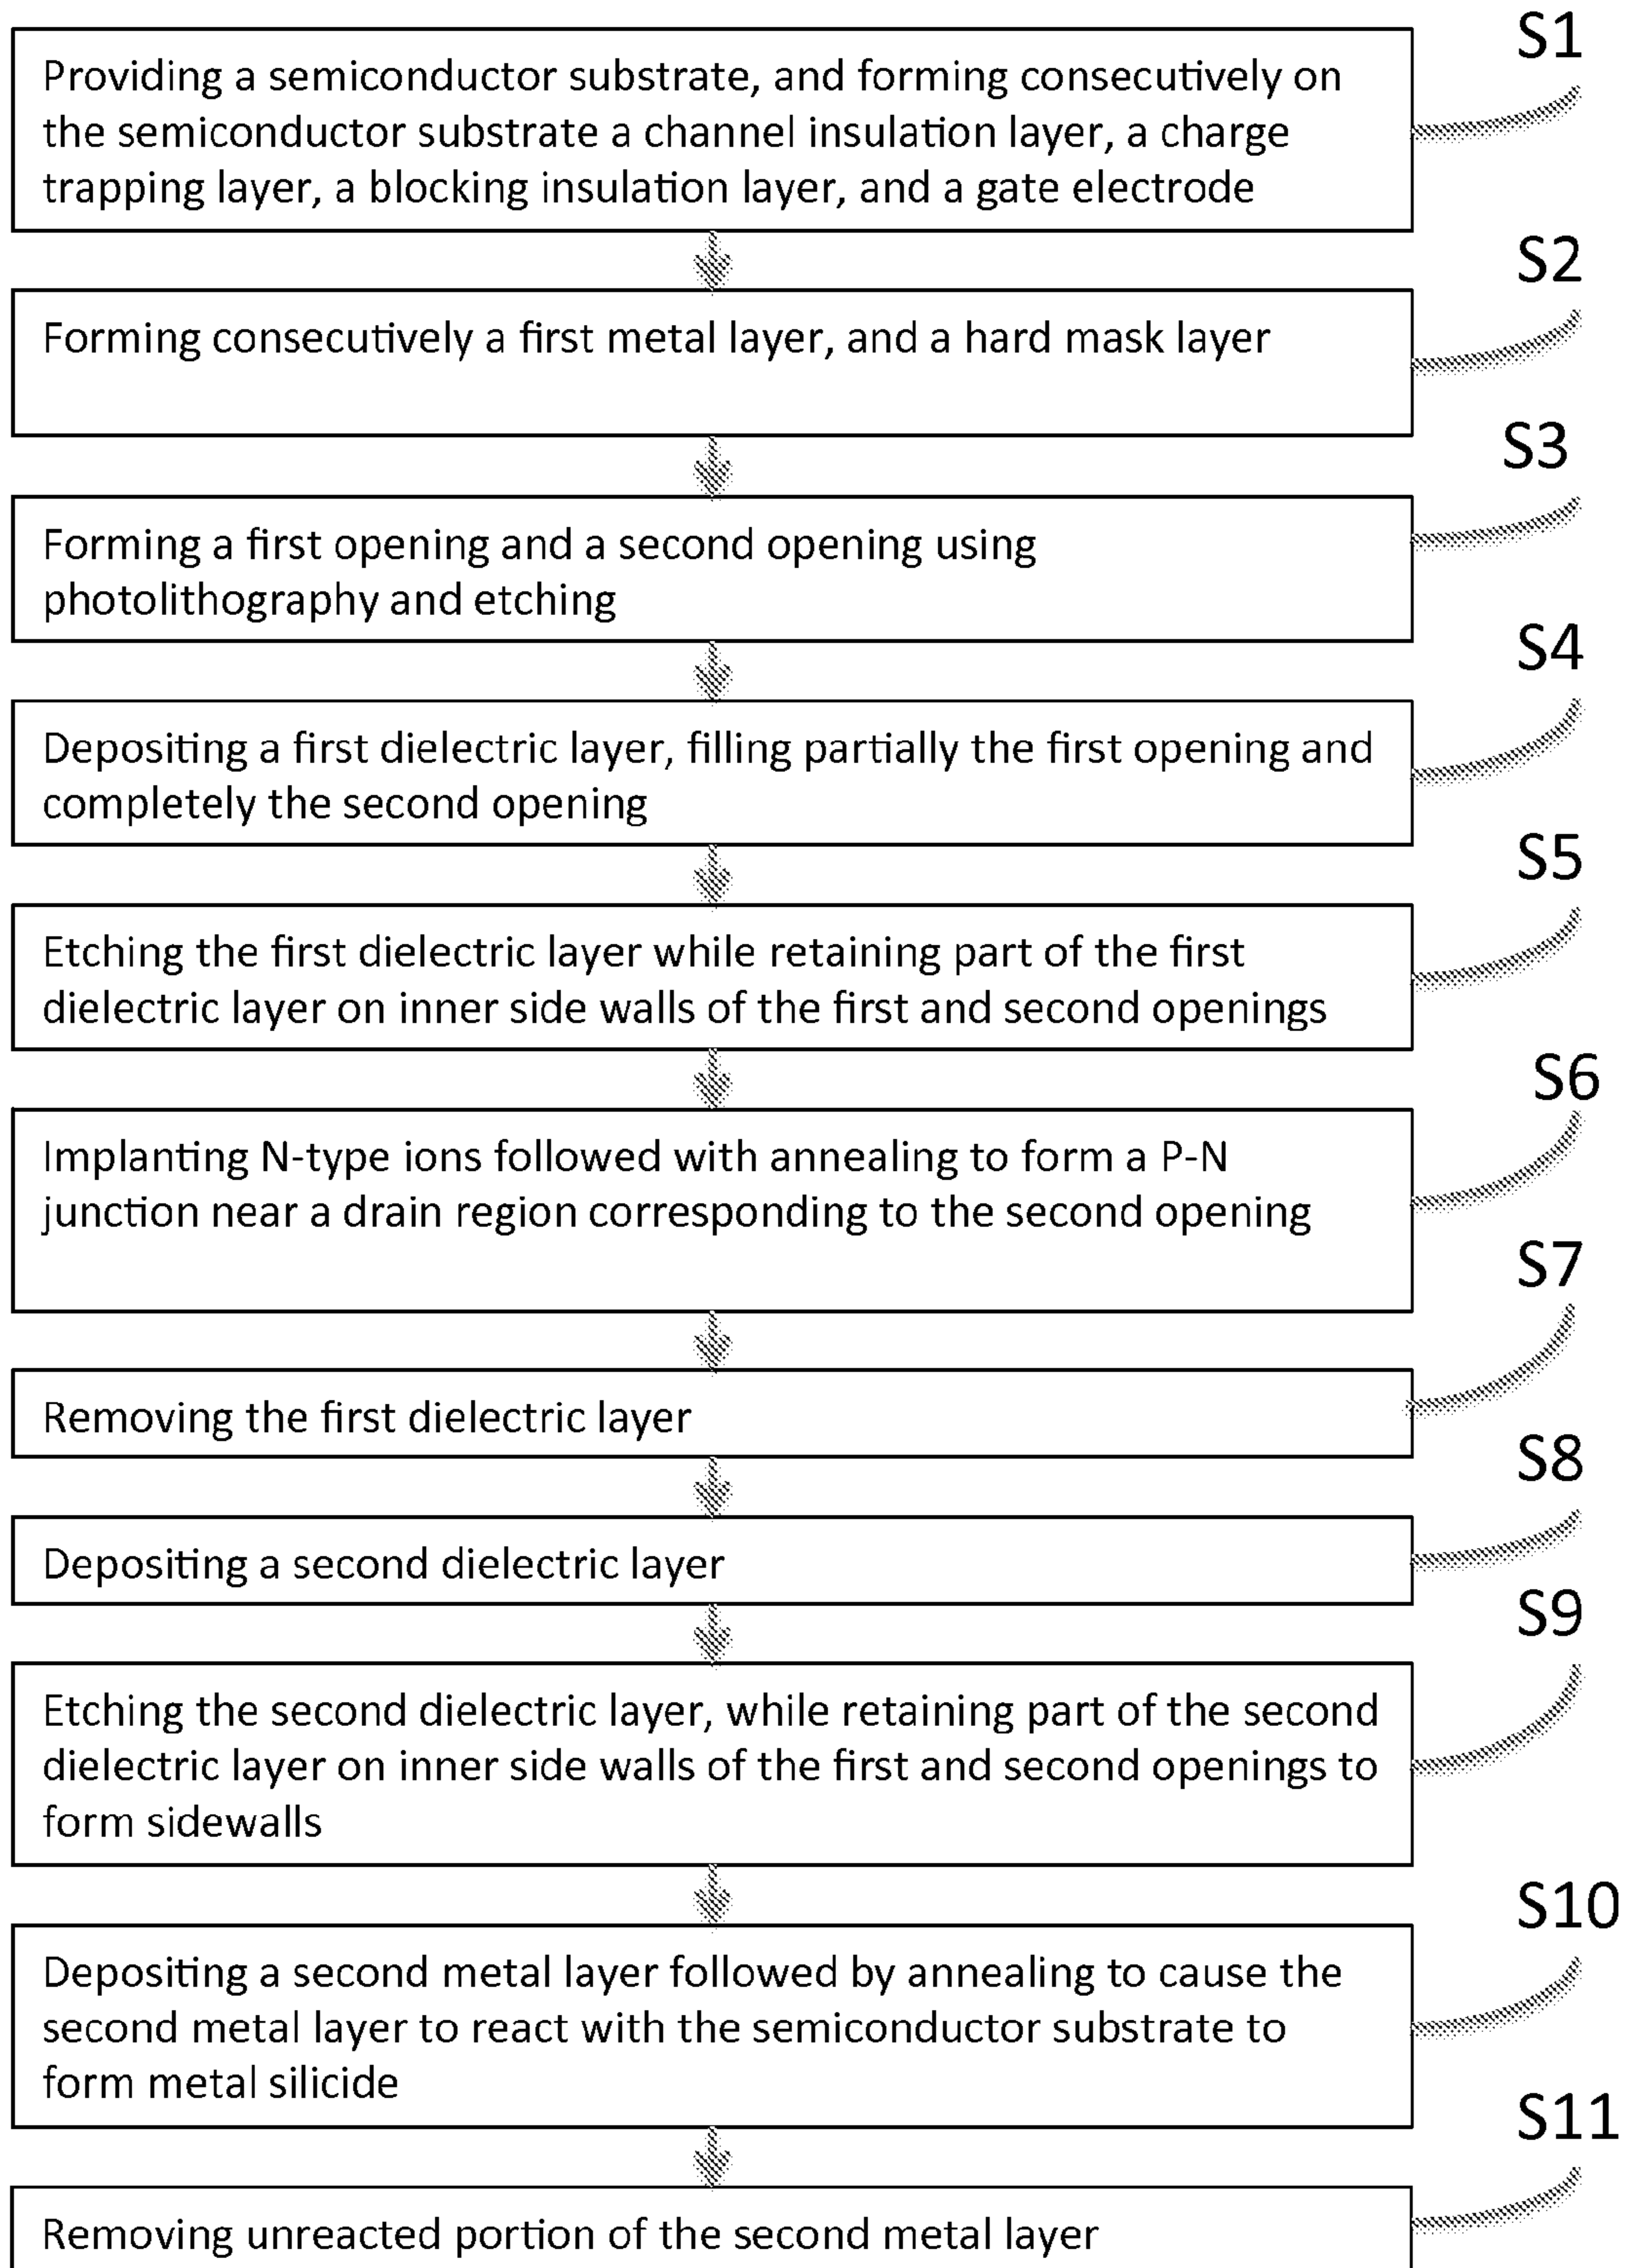 S1
Providing a semiconductor substrate, and forming consecutively on
the semiconductor substrate a channel insulation layer, a charge
trapping layer, a blocking insulation layer, and a gate electrode
S2
Forming consecutively a first metal layer, and a hard mask layer
S3
Forming a first opening and a second opening using
photolithography and etching
S4
Depositing a first dielectric layer, filling partially the first opening and
completely the second opening
S5
Etching the first dielectric layer while retaining part of the first
dielectric layer on inner side walls of the first and second openings
S6
Implanting N-type ions followed with annealing to form a P-N
junction near a drain region corresponding to the second opening
S7
Removing the first dielectric layer
S8
Depositing a second dielectric layer
S9
Etching the second dielectric layer, while retaining part of the second
dielectric layer on inner side walls of the first and second openings to
form sidewalls
S10
Depositing a second metal layer followed by annealing to cause the
second metal layer to react with the semiconductor substrate to
form metal silicide
S11
Removing unreacted portion of the second metal layer